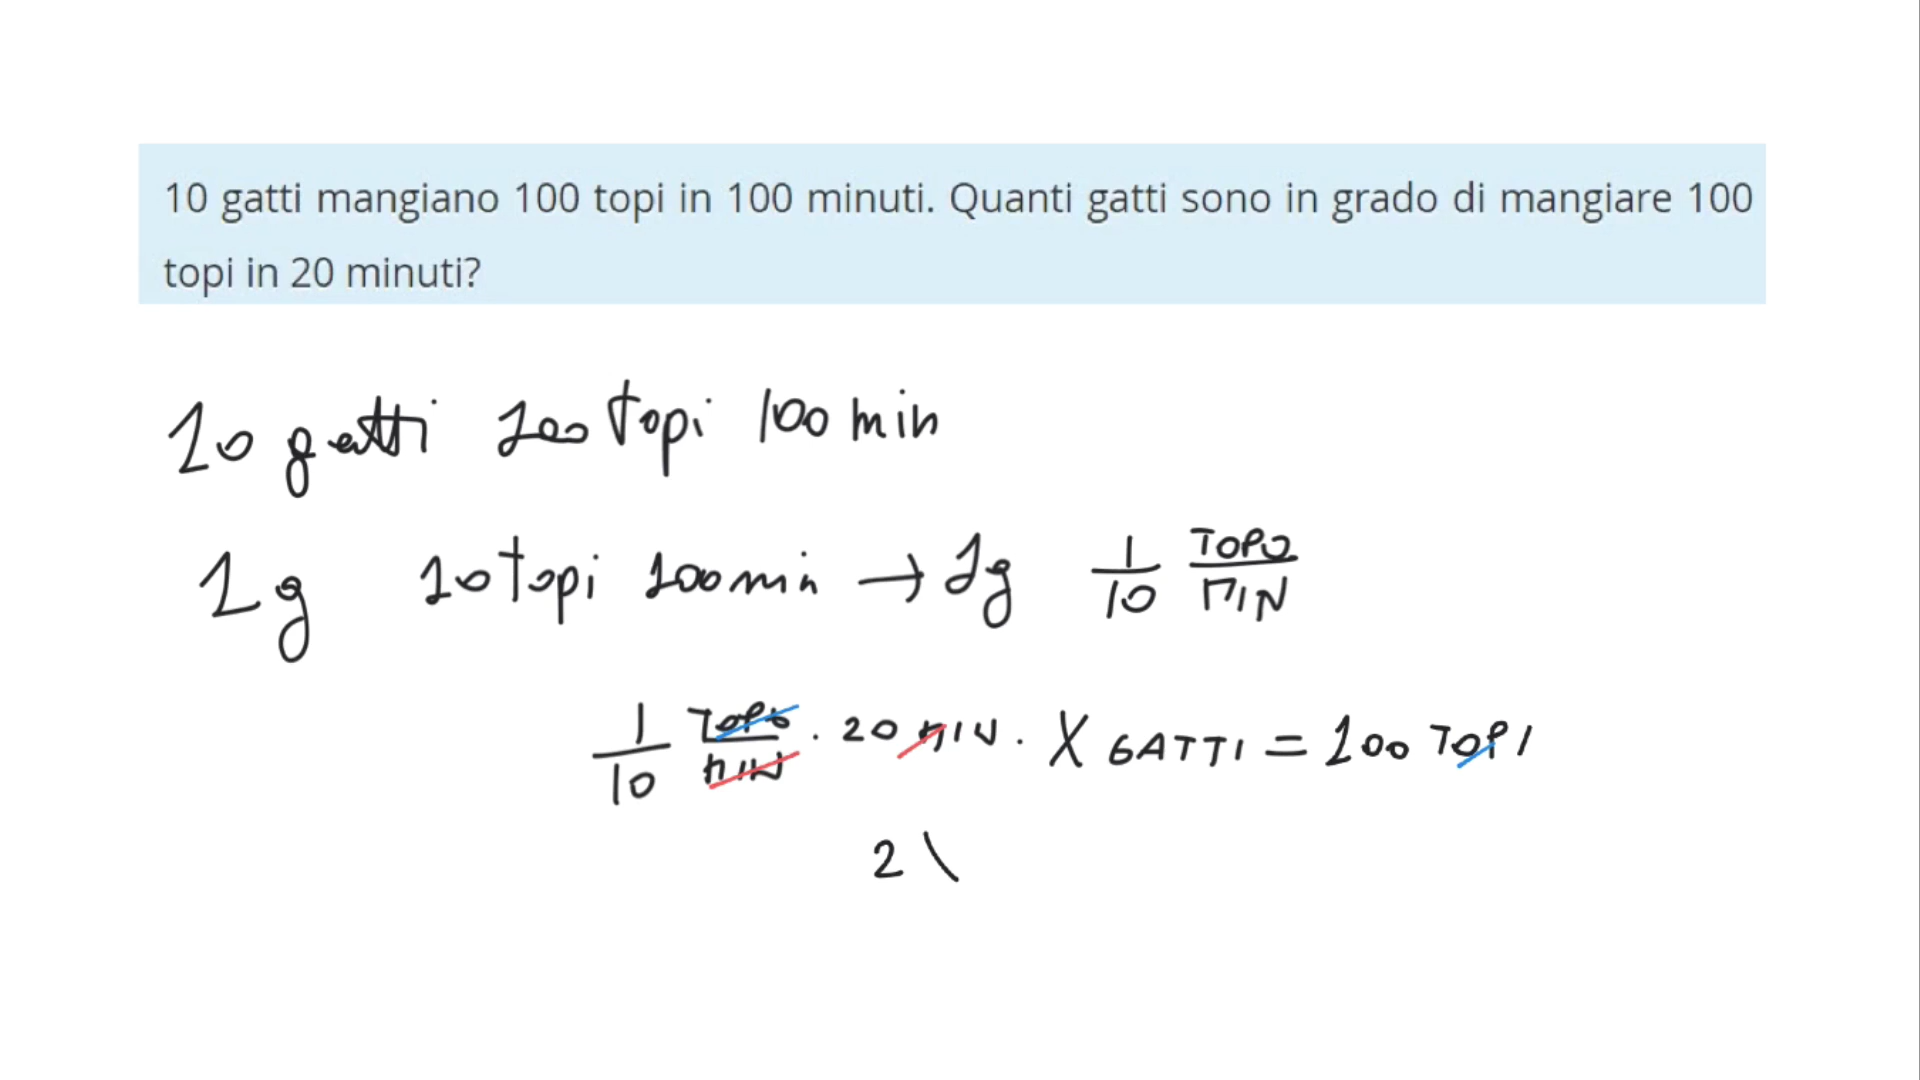 10 gatti mangiano 100 topi in 100 minuti. Quanti gatti sono in grado di mangiare 100
topi in 20 minuti?
10 gatti 100 topi 100 min
1g 10 topi 100 min → 1g 1/10 TOPO/MIN
1/10 TOPO/MIN · 20 MIN · X GATTI = 100 TOPI
2 \